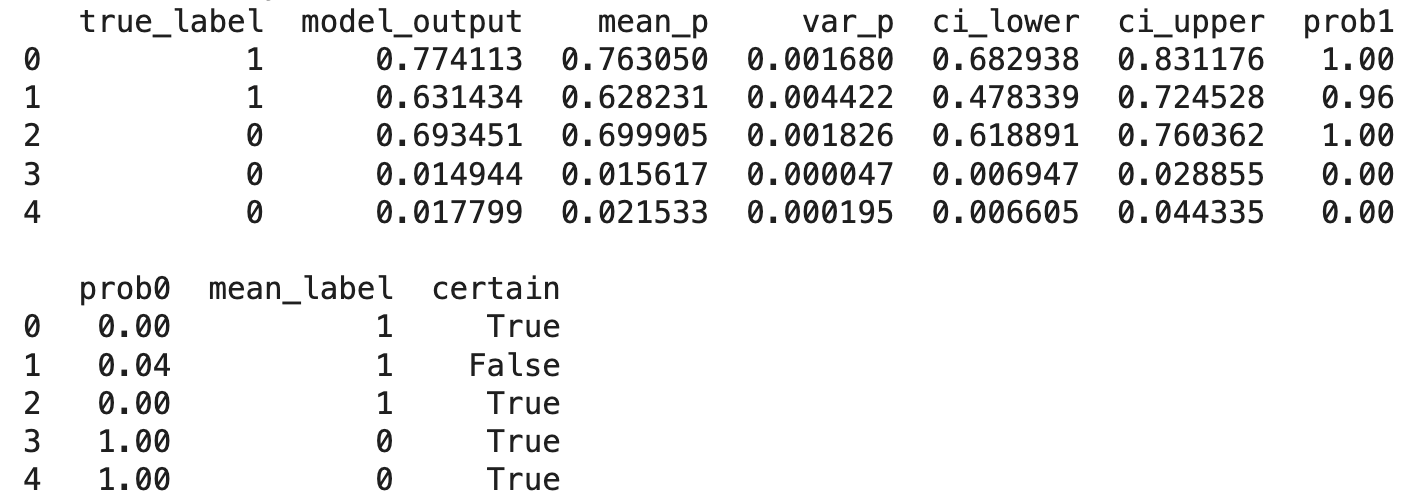 true_label model_output mean_p var_p ci_lower ci_upper prob1
0 1 0.774113 0.763050 0.001680 0.682938 0.831176 1.00
1 1 0.631434 0.628231 0.004422 0.478339 0.724528 0.96
2 0 0.693451 0.699905 0.001826 0.618891 0.760362 1.00
3 0 0.014944 0.015617 0.000047 0.006947 0.028855 0.00
4 0 0.017799 0.021533 0.000195 0.006605 0.044335 0.00
prob0 mean_label certain
0 0.00 1 True
1 0.04 1 False
2 0.00 1 True
3 1.00 0 True
4 1.00 0 True